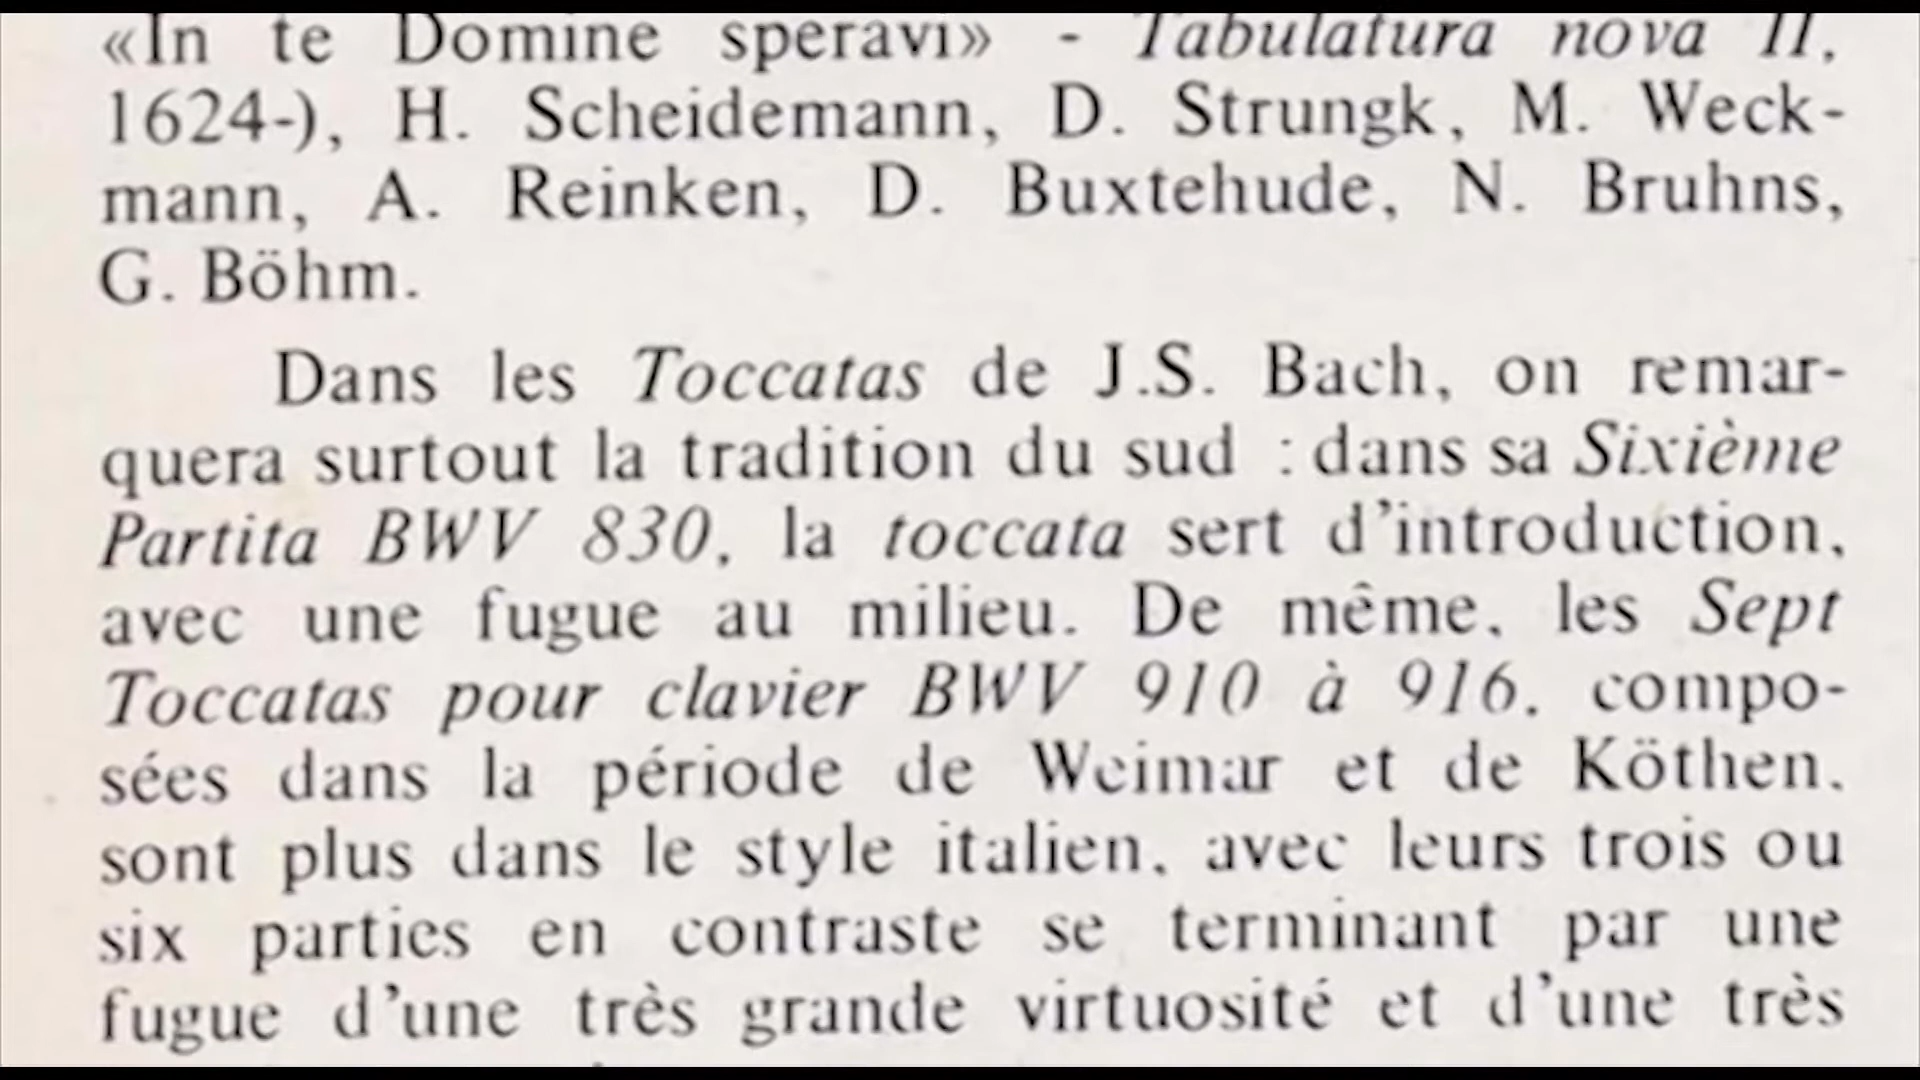 «In te Domine speravi» - Tabulatura nova II,
1624-), H. Scheidemann, D. Strungk, M. Weck-
mann, A. Reinken, D. Buxtehude, N. Bruhns,
G. Böhm.
Dans les Toccatas de J.S. Bach, on remar-
quera surtout la tradition du sud : dans sa Sixième
Partita BWV 830, la toccata sert d'introduction,
avec une fugue au milieu. De même, les Sept
Toccatas pour clavier BWV 910 à 916, compo-
sées dans la période de Weimar et de Köthen,
sont plus dans le style italien, avec leurs trois ou
six parties en contraste se terminant par une
fugue d'une très grande virtuosité et d'une très